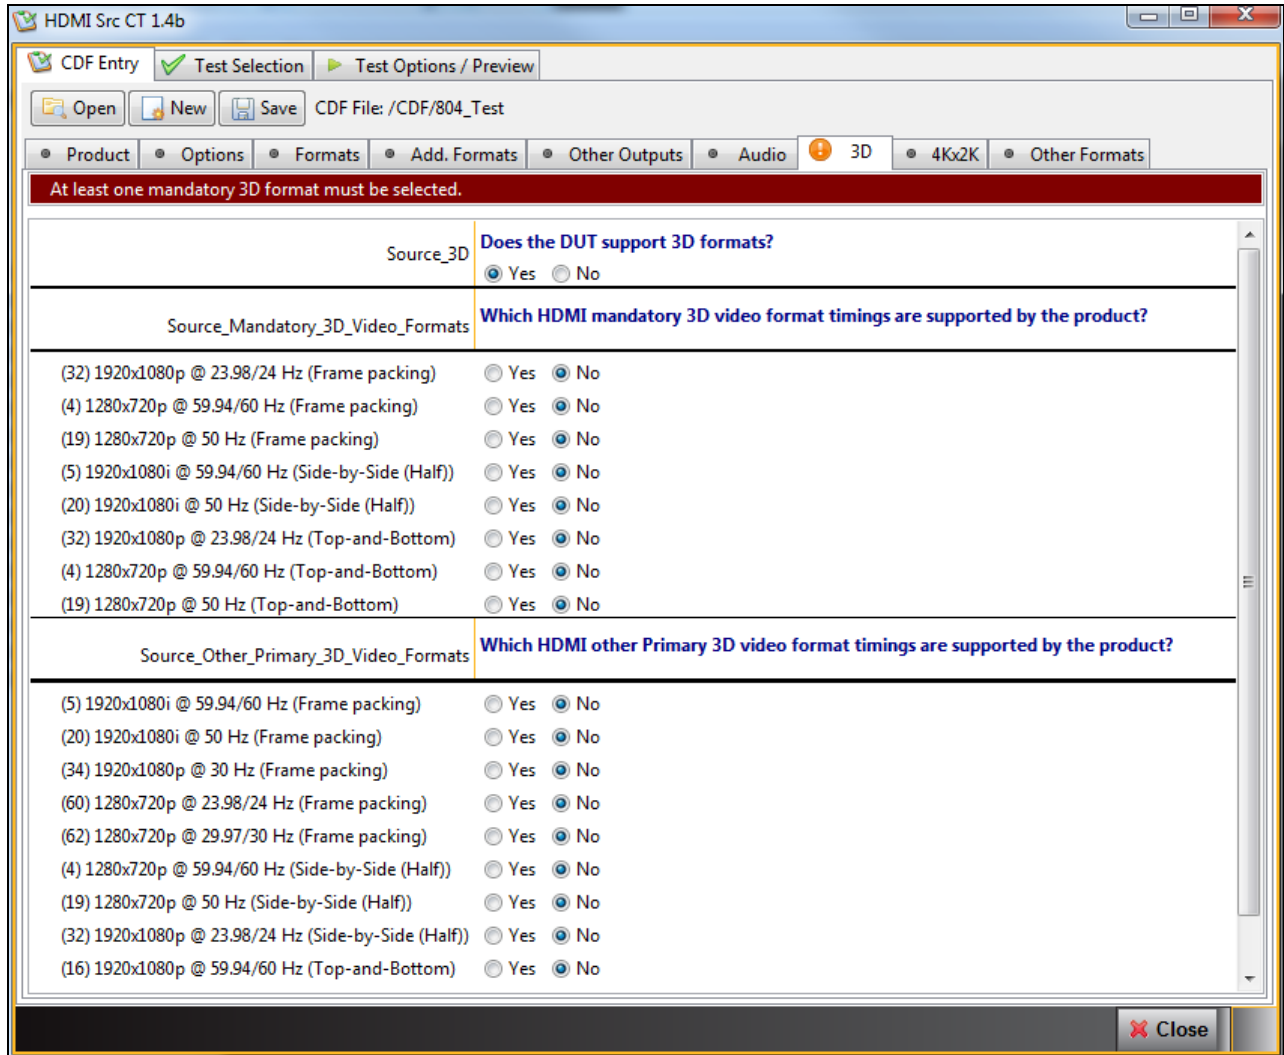 HDMI Src CT 1.4b
CDF Entry Test Selection Test Options / Preview
Open New Save CDF File: /CDF/804_Test
Product Options Formats Add. Formats Other Outputs Audio 3D 4Kx2K Other Formats
At least one mandatory 3D format must be selected.
Source_3D Does the DUT support 3D formats?
Yes No
Source_Mandatory_3D_Video_Formats Which HDMI mandatory 3D video format timings are supported by the product?
(32) 1920x1080p @ 23.98/24 Hz (Frame packing) Yes No
(4) 1280x720p @ 59.94/60 Hz (Frame packing) Yes No
(19) 1280x720p @ 50 Hz (Frame packing) Yes No
(5) 1920x1080i @ 59.94/60 Hz (Side-by-Side (Half)) Yes No
(20) 1920x1080i @ 50 Hz (Side-by-Side (Half)) Yes No
(32) 1920x1080p @ 23.98/24 Hz (Top-and-Bottom) Yes No
(4) 1280x720p @ 59.94/60 Hz (Top-and-Bottom) Yes No
(19) 1280x720p @ 50 Hz (Top-and-Bottom) Yes No
Source_Other_Primary_3D_Video_Formats Which HDMI other Primary 3D video format timings are supported by the product?
(5) 1920x1080i @ 59.94/60 Hz (Frame packing) Yes No
(20) 1920x1080i @ 50 Hz (Frame packing) Yes No
(34) 1920x1080p @ 30 Hz (Frame packing) Yes No
(60) 1280x720p @ 23.98/24 Hz (Frame packing) Yes No
(62) 1280x720p @ 29.97/30 Hz (Frame packing) Yes No
(4) 1280x720p @ 59.94/60 Hz (Side-by-Side (Half)) Yes No
(19) 1280x720p @ 50 Hz (Side-by-Side (Half)) Yes No
(32) 1920x1080p @ 23.98/24 Hz (Side-by-Side (Half)) Yes No
(16) 1920x1080p @ 59.94/60 Hz (Top-and-Bottom) Yes No
Close